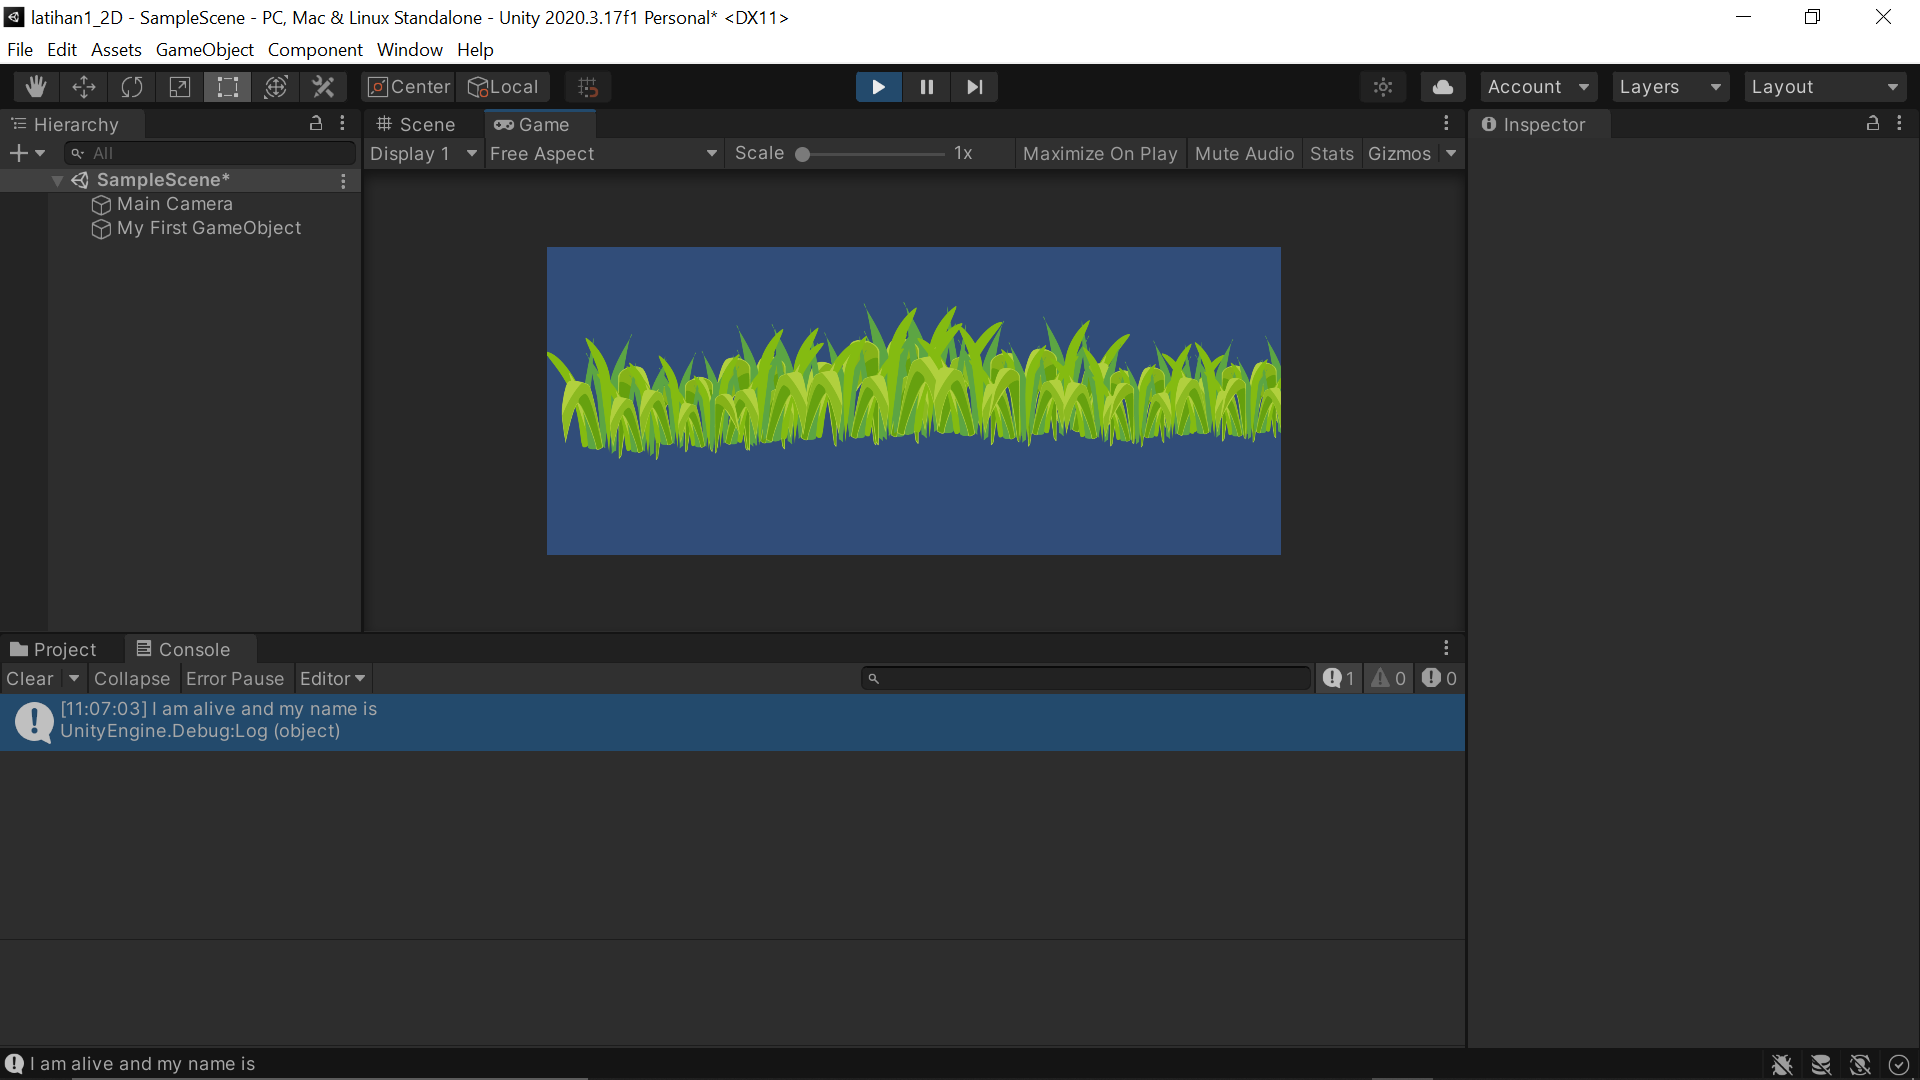 latihan1_2D - SampleScene - PC, Mac & Linux Standalone - Unity 2020.3.17f1 Personal* <DX11>
File Edit Assets GameObject Component Window Help
Center Local Account Layers Layout
Hierarchy
All
SampleScene*
Main Camera
My First GameObject
Scene Game
Display 1 Free Aspect Scale 1x Maximize On Play Mute Audio Stats Gizmos
Inspector
Project Console
Clear Collapse Error Pause Editor 1 0 0
[11:07:03] I am alive and my name is
UnityEngine.Debug:Log (object)
I am alive and my name is